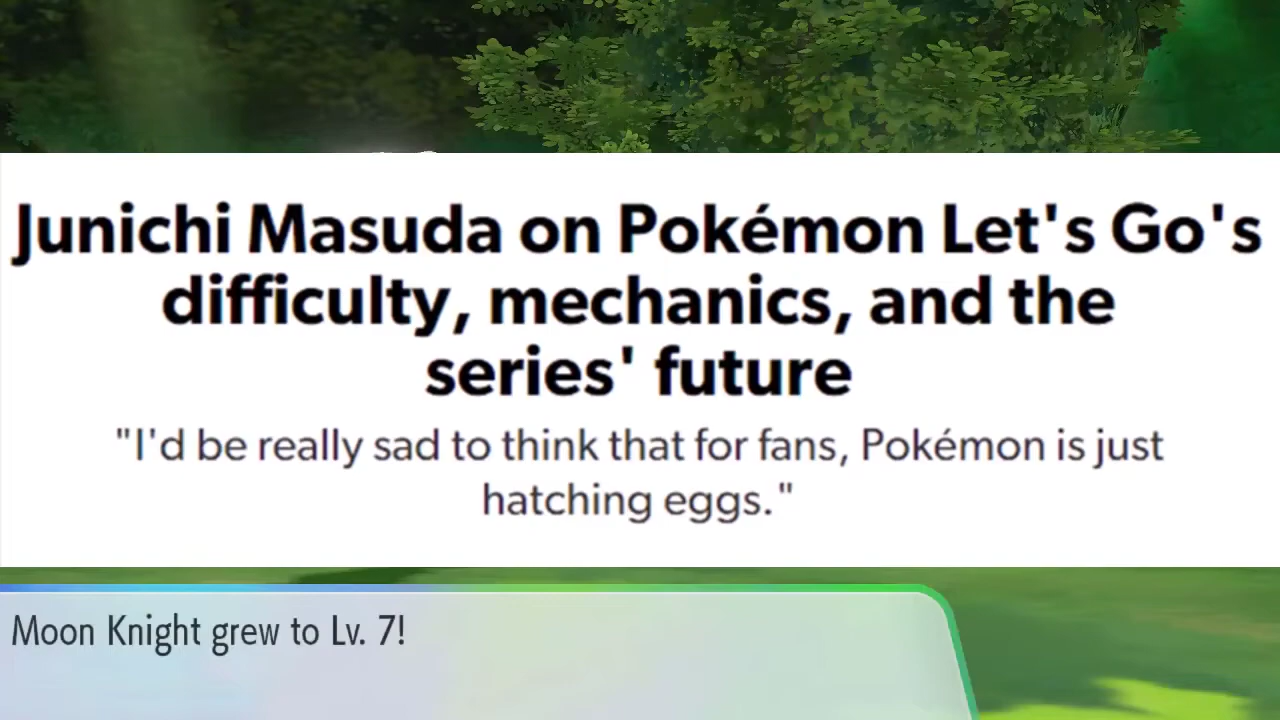 Junichi Masuda on Pokémon Let's Go's
difficulty, mechanics, and the
series' future
"I'd be really sad to think that for fans, Pokémon is just
hatching eggs."
Moon Knight grew to Lv. 7!